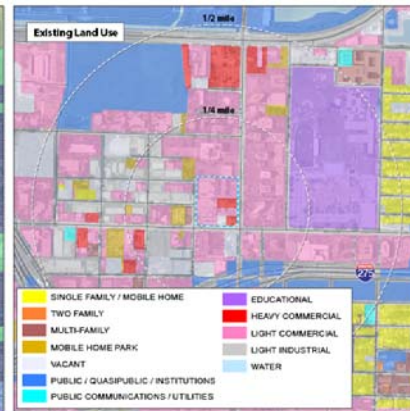 1/2 mile
Existing Land Use
1/4 mile
275
SINGLE FAMILY / MOBILE HOME
TWO FAMILY
MULTI-FAMILY
MOBILE HOME PARK
VACANT
PUBLIC / QUASIPUBLIC / INSTITUTIONS
PUBLIC COMMUNICATIONS / UTILITIES
EDUCATIONAL
HEAVY COMMERCIAL
LIGHT COMMERCIAL
LIGHT INDUSTRIAL
WATER